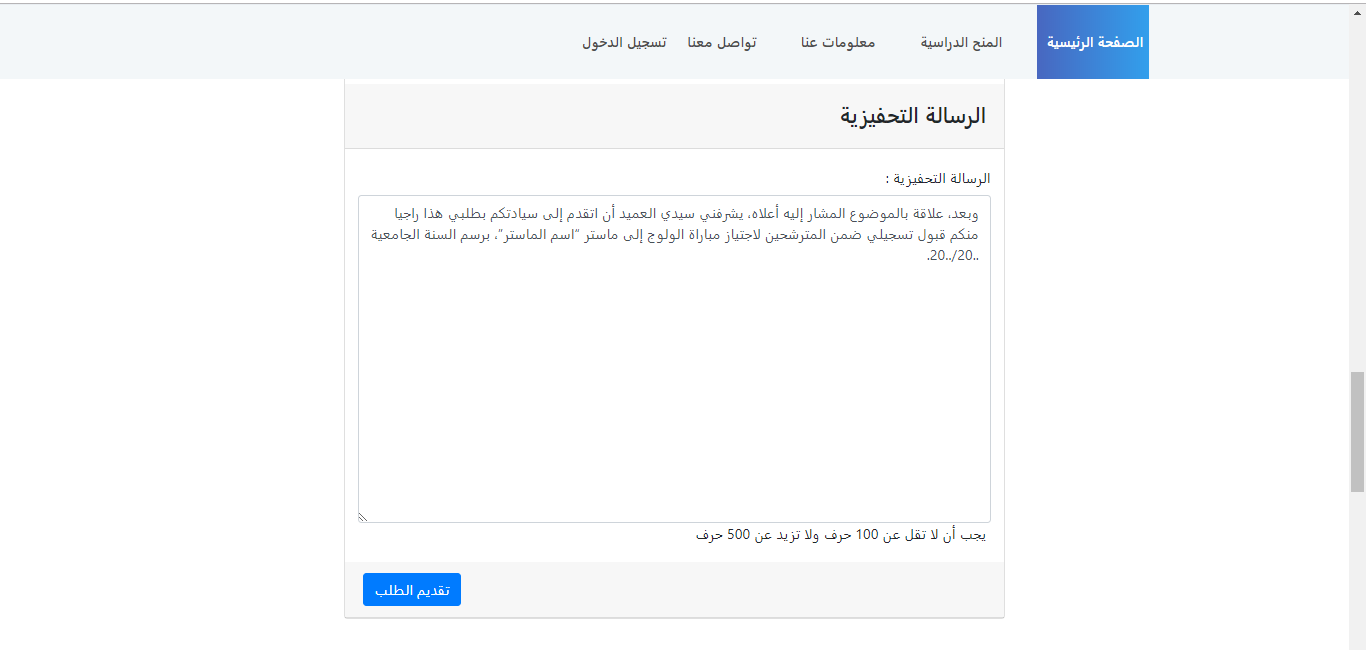 الصفحة الرئيسية المنح الدراسية معلومات عنا تواصل معنا تسجيل الدخول
الرسالة التحفيزية
الرسالة التحفيزية :
وبعد، علاقة بالموضوع المشار إليه أعلاه، يشرفني سيدي العميد أن اتقدم إلى سيادتكم بطلبي هذا راجيا
منكم قبول تسجيلي ضمن المترشحين لاجتياز مباراة الولوج إلى ماستر "اسم الماستر"، برسم السنة الجامعية
20../20...
يجب أن لا تقل عن 100 حرف ولا تزيد عن 500 حرف
تقديم الطلب